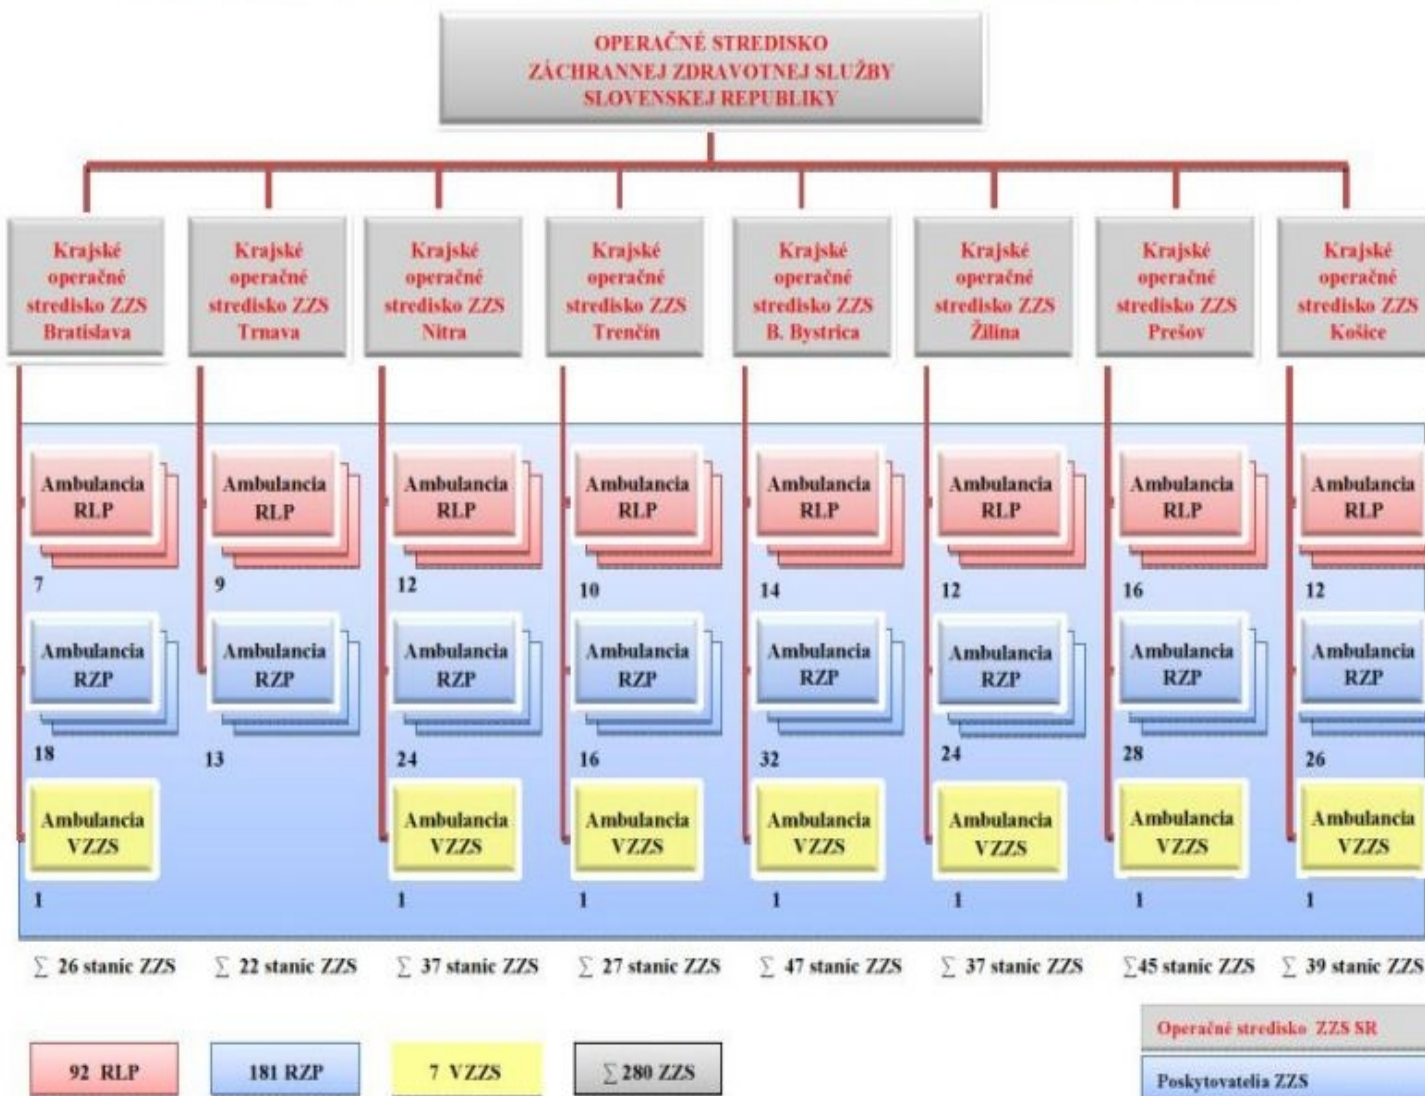 OPERAČNÉ STREDISKO
ZÁCHRANNEJ ZDRAVOTNEJ SLUŽBY
SLOVENSKEJ REPUBLIKY
Krajské
operačné
stredisko ZZS
Bratislava
Krajské
operačné
stredisko ZZS
Trnava
Krajské
operačné
stredisko ZZS
Nitra
Krajské
operačné
stredisko ZZS
Trenčín
Krajské
operačné
stredisko ZZS
B. Bystrica
Krajské
operačné
stredisko ZZS
Žilina
Krajské
operačné
stredisko ZZS
Prešov
Krajské
operačné
stredisko ZZS
Košice
Ambulancia
RLP
Ambulancia
RLP
Ambulancia
RLP
Ambulancia
RLP
Ambulancia
RLP
Ambulancia
RLP
Ambulancia
RLP
Ambulancia
RLP
7
9
12
10
14
12
16
12
Ambulancia
RZP
Ambulancia
RZP
Ambulancia
RZP
Ambulancia
RZP
Ambulancia
RZP
Ambulancia
RZP
Ambulancia
RZP
Ambulancia
RZP
18
13
24
16
32
24
28
26
Ambulancia
VZZS
Ambulancia
VZZS
Ambulancia
VZZS
Ambulancia
VZZS
Ambulancia
VZZS
Ambulancia
VZZS
Ambulancia
VZZS
1
1
1
1
1
1
1
∑ 26 staníc ZZS
∑ 22 staníc ZZS
∑ 37 staníc ZZS
∑ 27 staníc ZZS
∑ 47 staníc ZZS
∑ 37 staníc ZZS
∑45 staníc ZZS
∑ 39 staníc ZZS
92 RLP
181 RZP
7 VZZS
∑ 280 ZZS
Operačné stredisko ZZS SR
Poskytovatelia ZZS